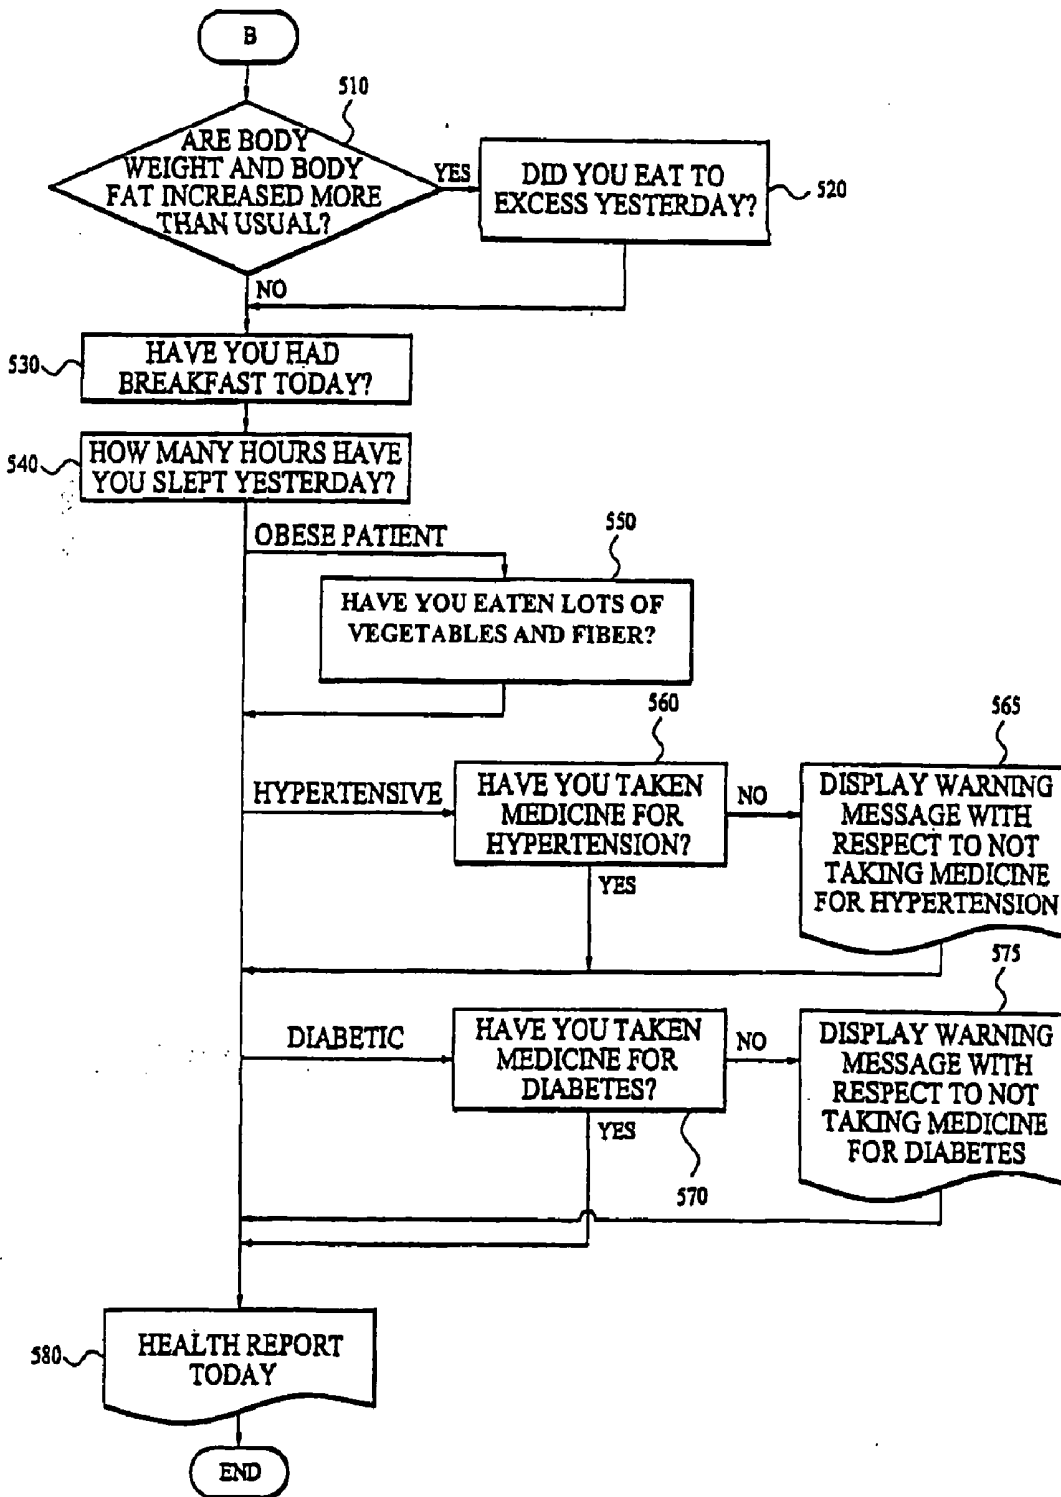 B
510
ARE BODY
WEIGHT AND BODY
FAT INCREASED MORE
THAN USUAL?
YES
DID YOU EAT TO
EXCESS YESTERDAY?
520
NO
530
HAVE YOU HAD
BREAKFAST TODAY?
540
HOW MANY HOURS HAVE
YOU SLEPT YESTERDAY?
OBESE PATIENT
550
HAVE YOU EATEN LOTS OF
VEGETABLES AND FIBER?
560
565
HYPERTENSIVE
HAVE YOU TAKEN
MEDICINE FOR
HYPERTENSION?
NO
DISPLAY WARNING
MESSAGE WITH
RESPECT TO NOT
TAKING MEDICINE
FOR HYPERTENSION
YES
575
DIABETIC
HAVE YOU TAKEN
MEDICINE FOR
DIABETES?
NO
DISPLAY WARNING
MESSAGE WITH
RESPECT TO NOT
TAKING MEDICINE
FOR DIABETES
YES
570
580
HEALTH REPORT
TODAY
END